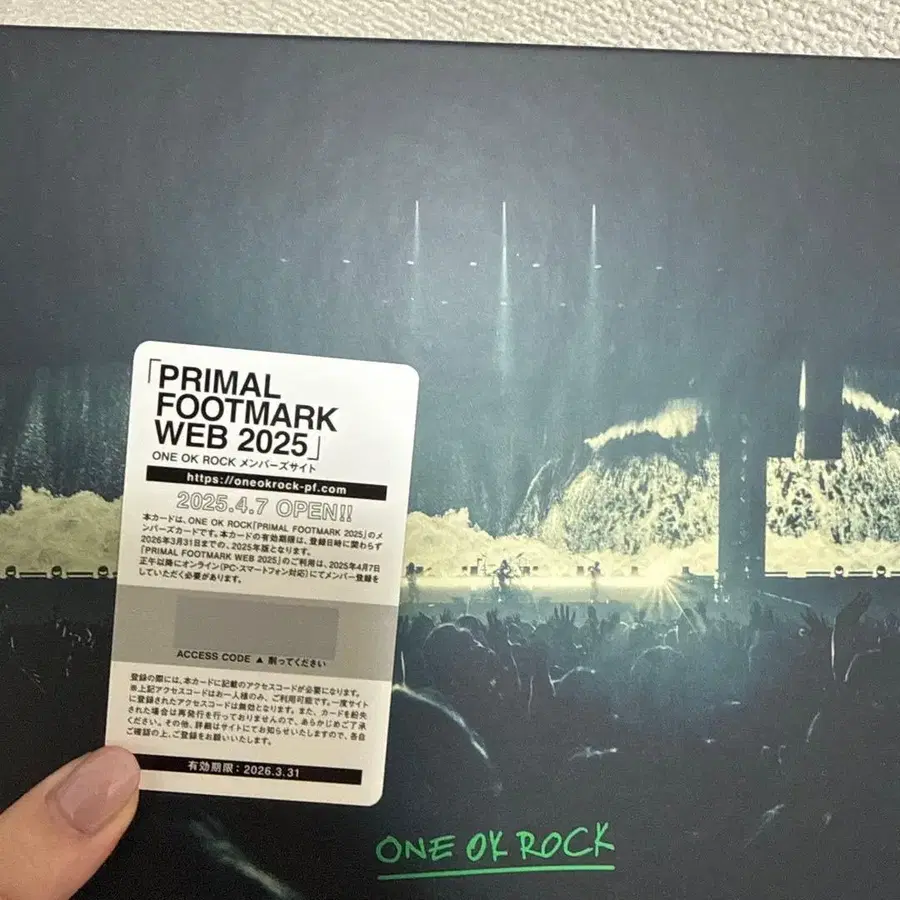 「PRIMAL
FOOTMARK
WEB 2025」
ONE OK ROCK メンバーズサイト
https://oneokrock-pf.com
2025.4.7 OPEN!!
本カードは、ONE OK ROCK「PRIMAL FOOTMARK 2025」のメ
ンバーズカードです。本カードの有効期限は、登録日時に関わらず
2026年3月31日までの、2025年版となります。
「PRIMAL FOOTMARK WEB 2025」のご利用は、2025年4月7日
正午以降にオンライン(PC・スマートフォン対応)にてメンバー登録を
していただく必要があります。
ACCESS CODE ▲ 削ってください
登録の際には、本カードに記載のアクセスコードが必要になります。
※上記アクセスコードはお一人様のみ、ご利用可能です。一度サイト
に登録されたアクセスコードは無効となります。また、カードを紛失
された場合は再発行を行っておりませんので、あらかじめご了承
ください。その他、詳細はサイトにてお知らせいたしますので、各自
ご確認の上、ご登録をお願いいたします。
有効期限：2026.3.31
ONE OK ROCK